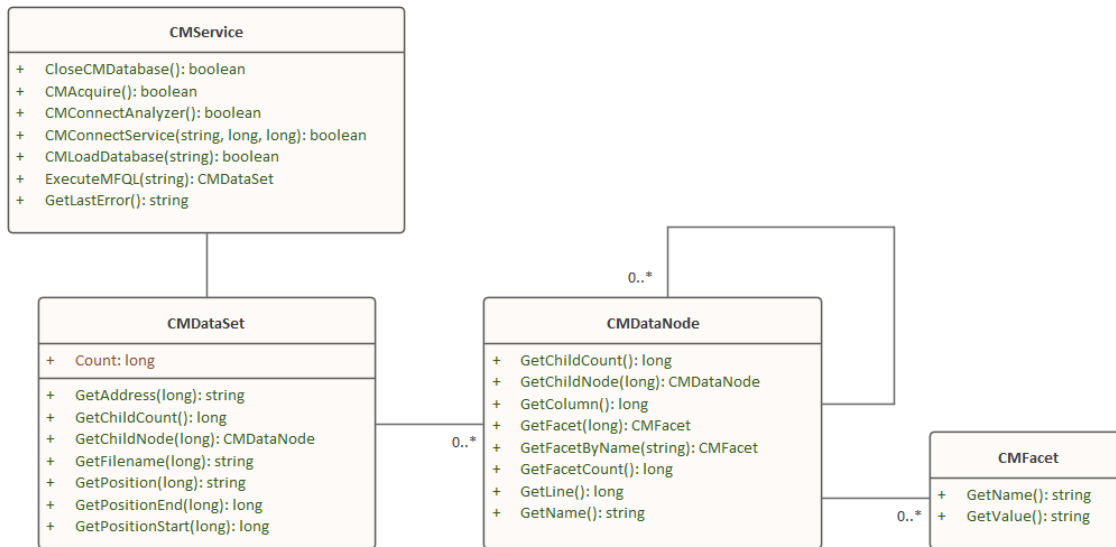 CMService
+ CloseCMDatabase(): boolean
+ CMAcquire(): boolean
+ CMConnectAnalyzer(): boolean
+ CMConnectService(string, long, long): boolean
+ CMLoadDatabase(string): boolean
+ ExecuteMFQL(string): CMDataSet
+ GetLastError(): string
0..*
CMDataSet
+ Count: long
+ GetAddress(long): string
+ GetChildCount(): long
+ GetChildNode(long): CMDataNode
+ GetFilename(long): string
+ GetPosition(long): string
+ GetPositionEnd(long): long
+ GetPositionStart(long): long
0..*
CMDataNode
+ GetChildCount(): long
+ GetChildNode(long): CMDataNode
+ GetColumn(): long
+ GetFacet(long): CMFacet
+ GetFacetByName(string): CMFacet
+ GetFacetCount(): long
+ GetLine(): long
+ GetName(): string
0..*
CMFacet
+ GetName(): string
+ GetValue(): string